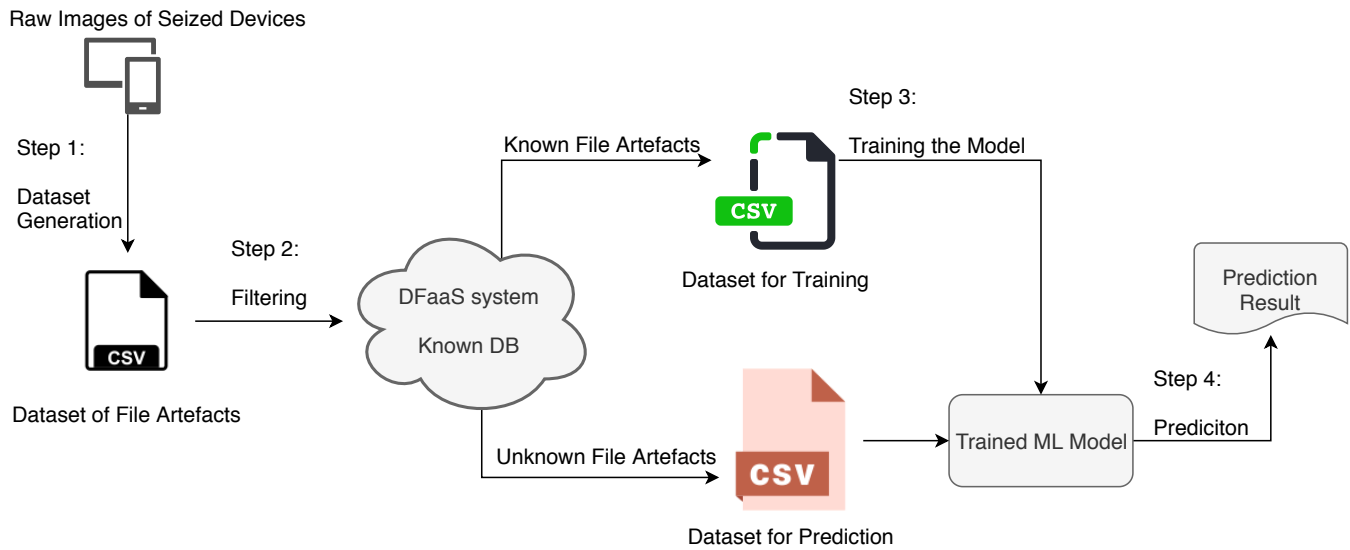 Raw Images of Seized Devices
Step 1:
Dataset
Generation
CSV
Dataset of File Artefacts
Step 2:
Filtering
DFaaS system
Known DB
Known File Artefacts
CSV
Dataset for Training
Step 3:
Training the Model
Unknown File Artefacts
CSV
Dataset for Prediction
Trained ML Model
Step 4:
Prediciton
Prediction
Result